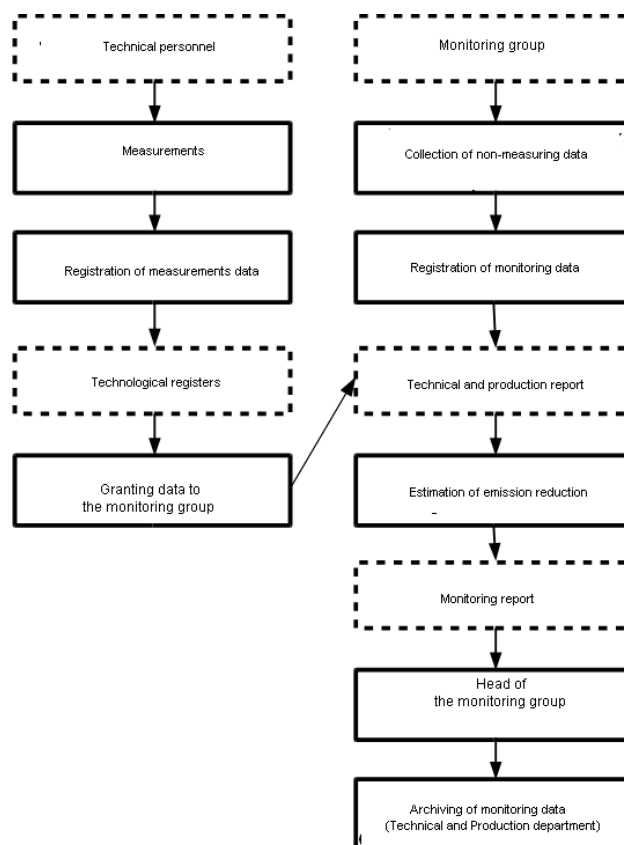 Technical personnel
Measurements
Registration of measurements data
Technological registers
Granting data to
the monitoring group
Monitoring group
Collection of non-measuring data
Registration of monitoring data
Technical and production report
Estimation of emission reduction
Monitoring report
Head of
the monitoring group
Archiving of monitoring data
(Technical and Production department)